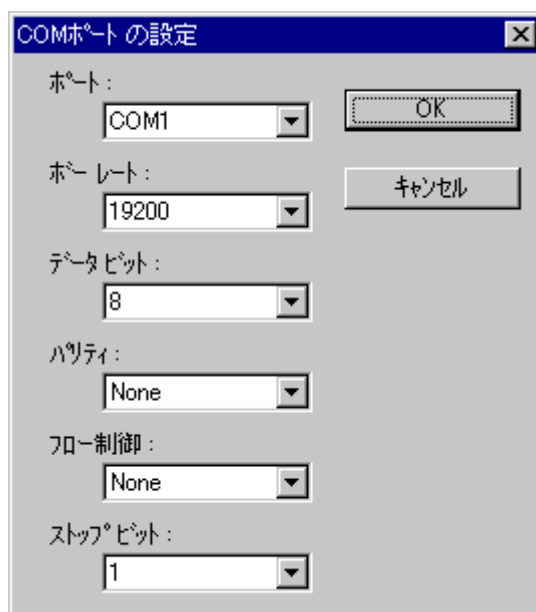 COMﾎﾟｰﾄ の設定
ﾎﾟｰﾄ :
COM1
OK
ﾎﾞｰ ﾚｰﾄ :
19200
ｷｬﾝｾﾙ
ﾃﾞｰﾀ ﾋﾞｯﾄ :
8
ﾊﾟﾘﾃｨ :
None
ﾌﾛｰ制御 :
None
ｽﾄｯﾌﾟ ﾋﾞｯﾄ :
1